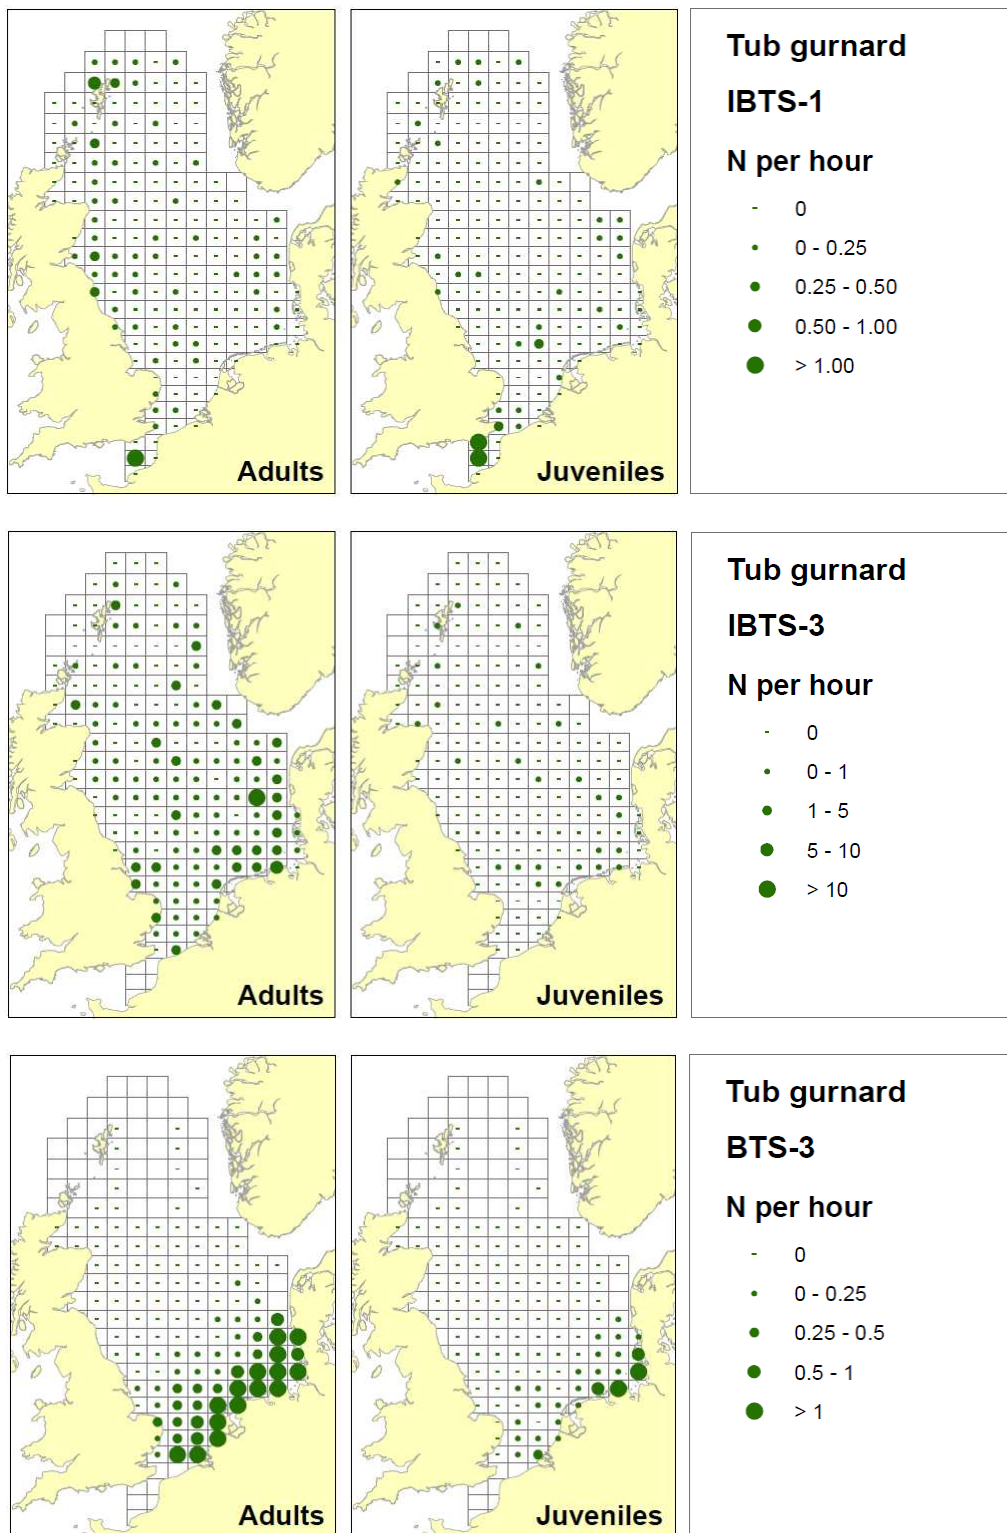 Tub gurnard
IBTS-1
N per hour
- 0
0 - 0.25
0.25 - 0.50
0.50 - 1.00
> 1.00
Adults
Juveniles
Tub gurnard
IBTS-3
N per hour
- 0
0 - 1
1 - 5
5 - 10
> 10
Adults
Juveniles
Tub gurnard
BTS-3
N per hour
- 0
0 - 0.25
0.25 - 0.5
0.5 - 1
> 1
Adults
Juveniles